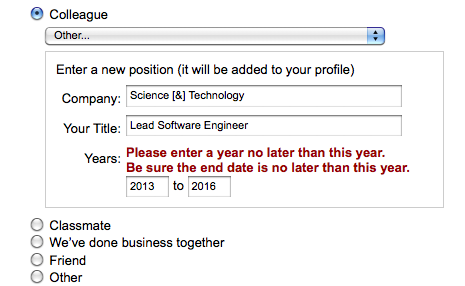 Colleague
Other...
Enter a new position (it will be added to your profile)
Company: Science [&] Technology
Your Title: Lead Software Engineer
Years: Please enter a year no later than this year.
Be sure the end date is no later than this year.
2013 to 2016
Classmate
We've done business together
Friend
Other